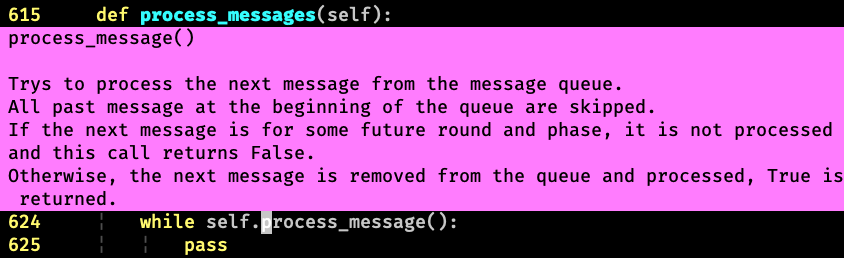 615     def process_messages(self):
process_message()
Trys to process the next message from the message queue.
All past message at the beginning of the queue are skipped.
If the next message is for some future round and phase, it is not processed
and this call returns False.
Otherwise, the next message is removed from the queue and processed, True is
 returned.
624     ¦   while self.process_message():
625     ¦   ¦   pass